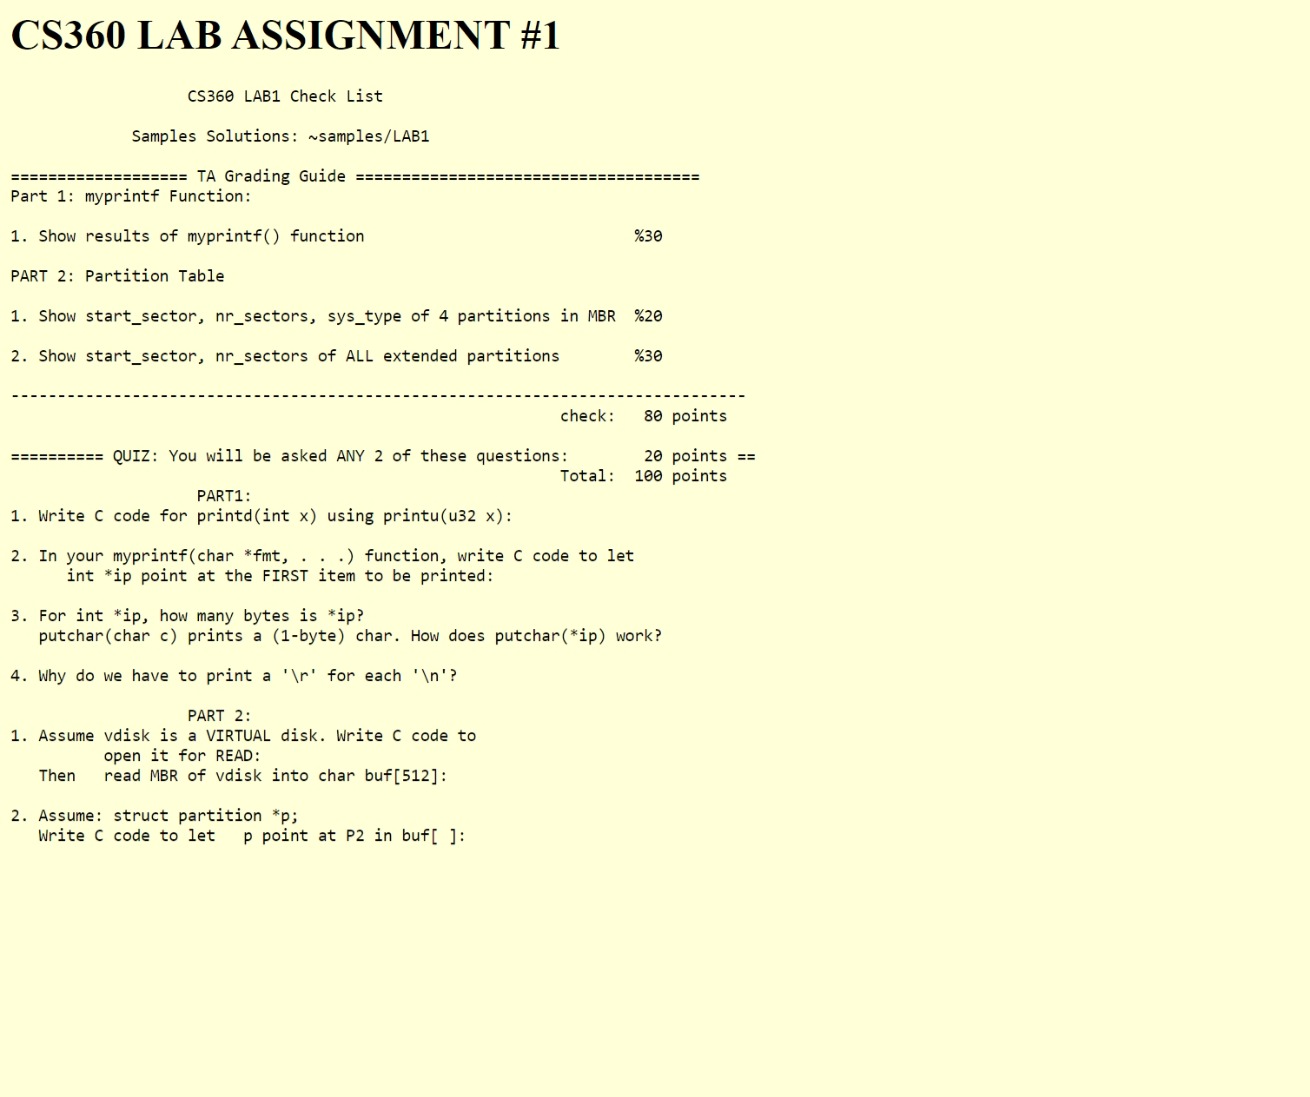 CS360 LAB ASSIGNMENT #1
CS360 LAB1 Check List
Samples Solutions: ~samples/LAB1
=================== TA Grading Guide =====================================
Part 1: myprintf Function:
1. Show results of myprintf() function %30
PART 2: Partition Table
1. Show start_sector, nr_sectors, sys_type of 4 partitions in MBR %20
2. Show start_sector, nr_sectors of ALL extended partitions %30
-------------------------------------------------------------------------------
check: 80 points
========== QUIZ: You will be asked ANY 2 of these questions: 20 points ==
Total: 100 points
PART1:
1. Write C code for printd(int x) using printu(u32 x):
2. In your myprintf(char *fmt, . . .) function, write C code to let
int *ip point at the FIRST item to be printed:
3. For int *ip, how many bytes is *ip?
putchar(char c) prints a (1-byte) char. How does putchar(*ip) work?
4. Why do we have to print a '\r' for each '\n'?
PART 2:
1. Assume vdisk is a VIRTUAL disk. Write C code to
open it for READ:
Then read MBR of vdisk into char buf[512]:
2. Assume: struct partition *p;
Write C code to let p point at P2 in buf[ ]: